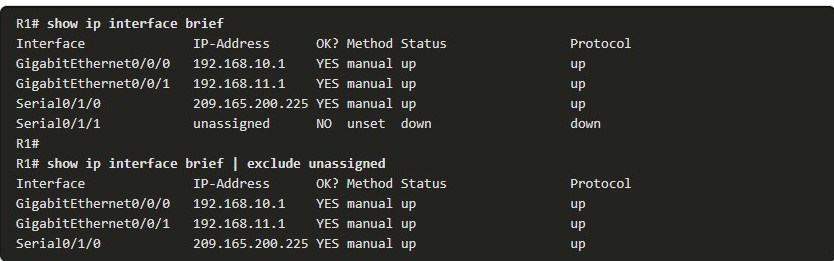 R1# show ip interface brief
Interface IP-Address OK? Method Status Protocol
GigabitEthernet0/0/0 192.168.10.1 YES manual up up
GigabitEthernet0/0/1 192.168.11.1 YES manual up up
Serial0/1/0 209.165.200.225 YES manual up up
Serial0/1/1 unassigned NO unset down down
R1#
R1# show ip interface brief | exclude unassigned
Interface IP-Address OK? Method Status Protocol
GigabitEthernet0/0/0 192.168.10.1 YES manual up up
GigabitEthernet0/0/1 192.168.11.1 YES manual up up
Serial0/1/0 209.165.200.225 YES manual up up